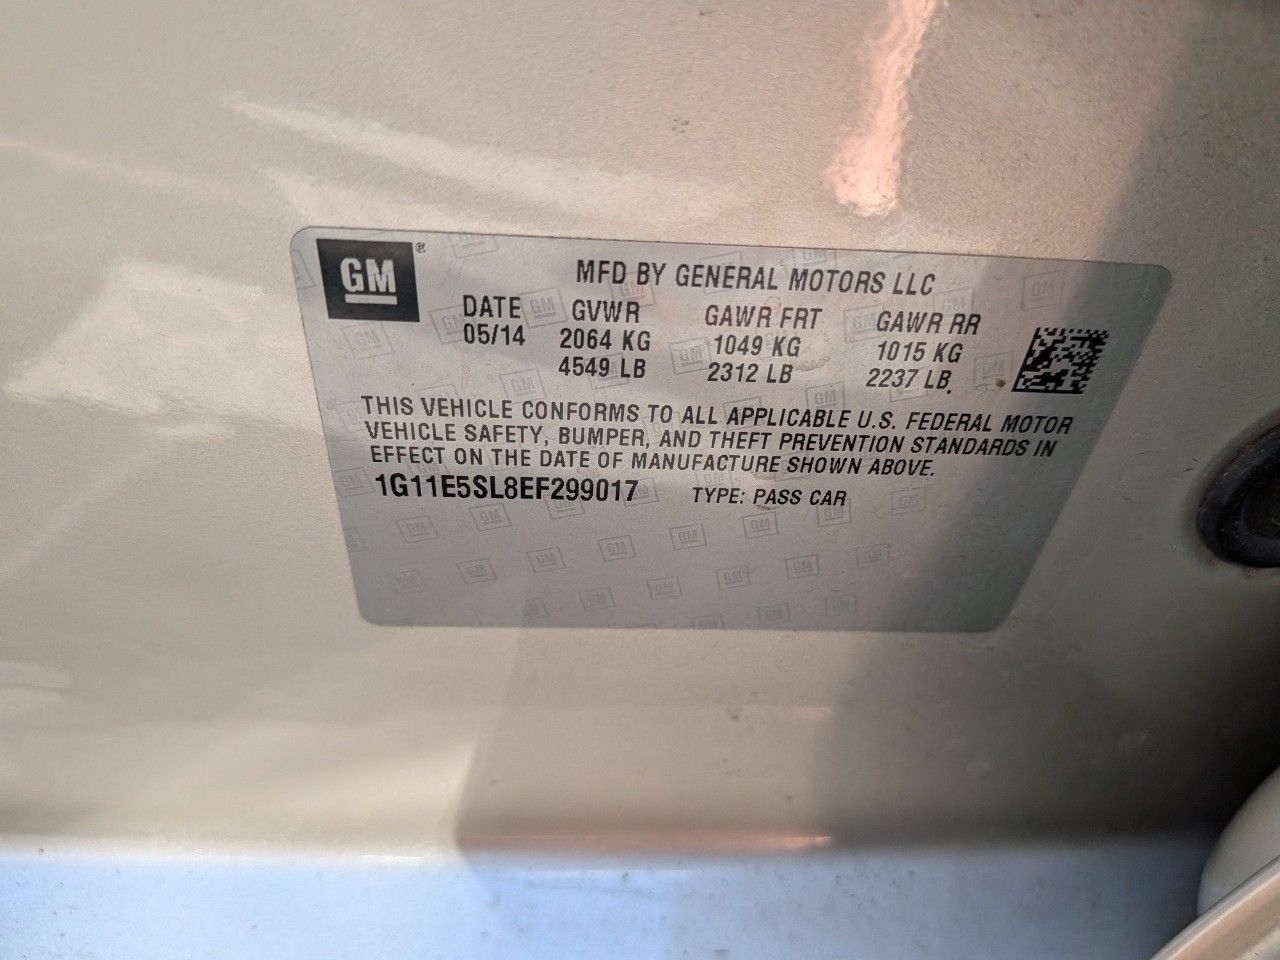 GM®
MFD BY GENERAL MOTORS LLC
DATE GVWR GAWR FRT GAWR RR
05/14 2064 KG 1049 KG 1015 KG
4549 LB 2312 LB 2237 LB
THIS VEHICLE CONFORMS TO ALL APPLICABLE U.S. FEDERAL MOTOR
VEHICLE SAFETY, BUMPER, AND THEFT PREVENTION STANDARDS IN
EFFECT ON THE DATE OF MANUFACTURE SHOWN ABOVE.
1G11E5SL8EF299017 TYPE: PASS CAR